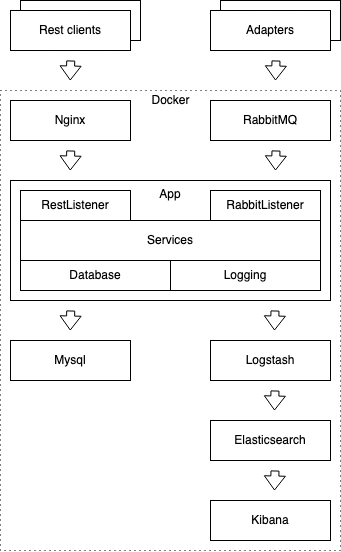 Rest clients
Adapters
Docker
Nginx
RabbitMQ
App
RestListener
RabbitListener
Services
Database
Logging
Mysql
Logstash
Elasticsearch
Kibana